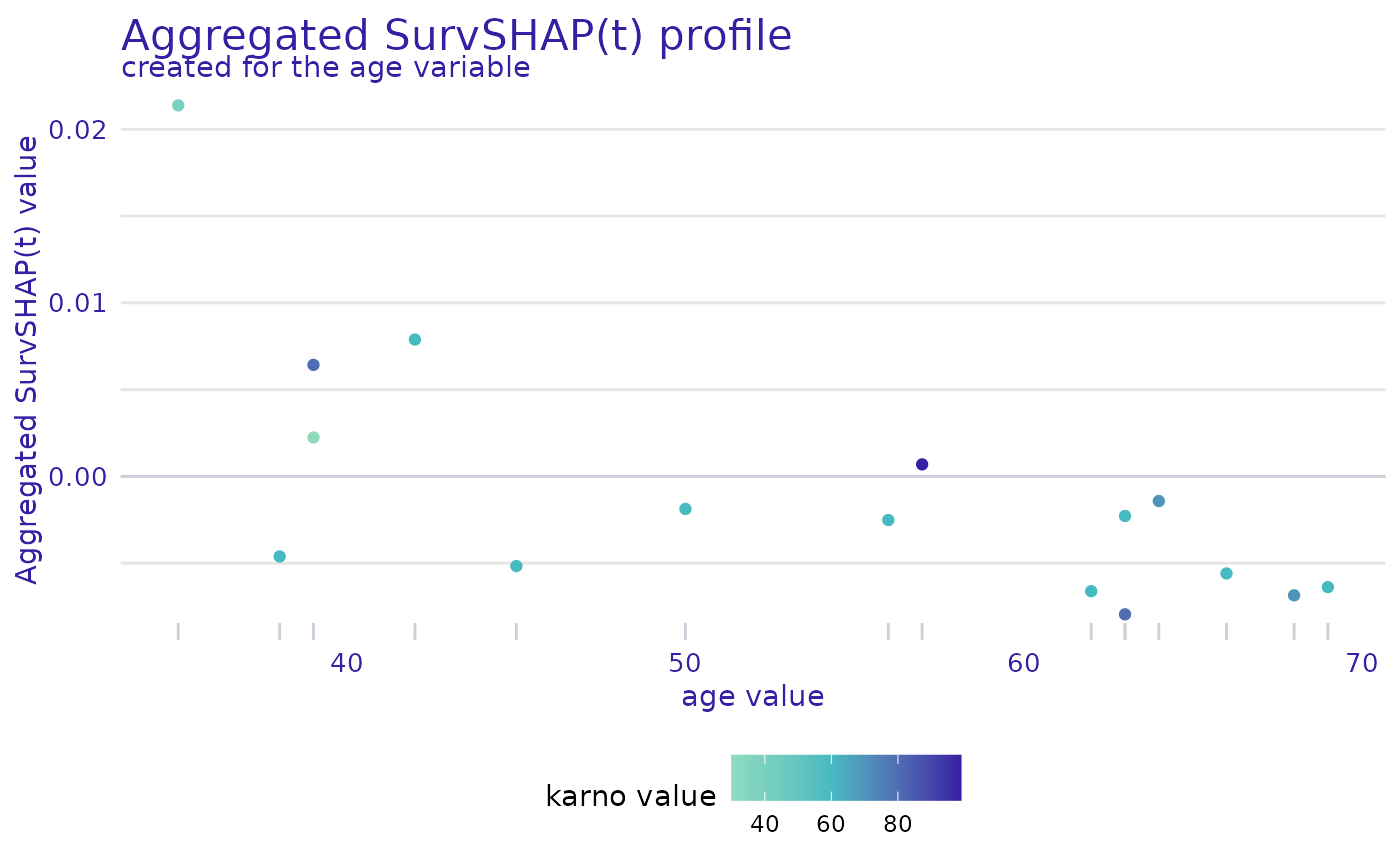 Aggregated SurvSHAP(t) profile
created for the age variable
Aggregated SurvSHAP(t) value
0.02
0.01
0.00
40 50 60 70
age value
karno value
40 60 80